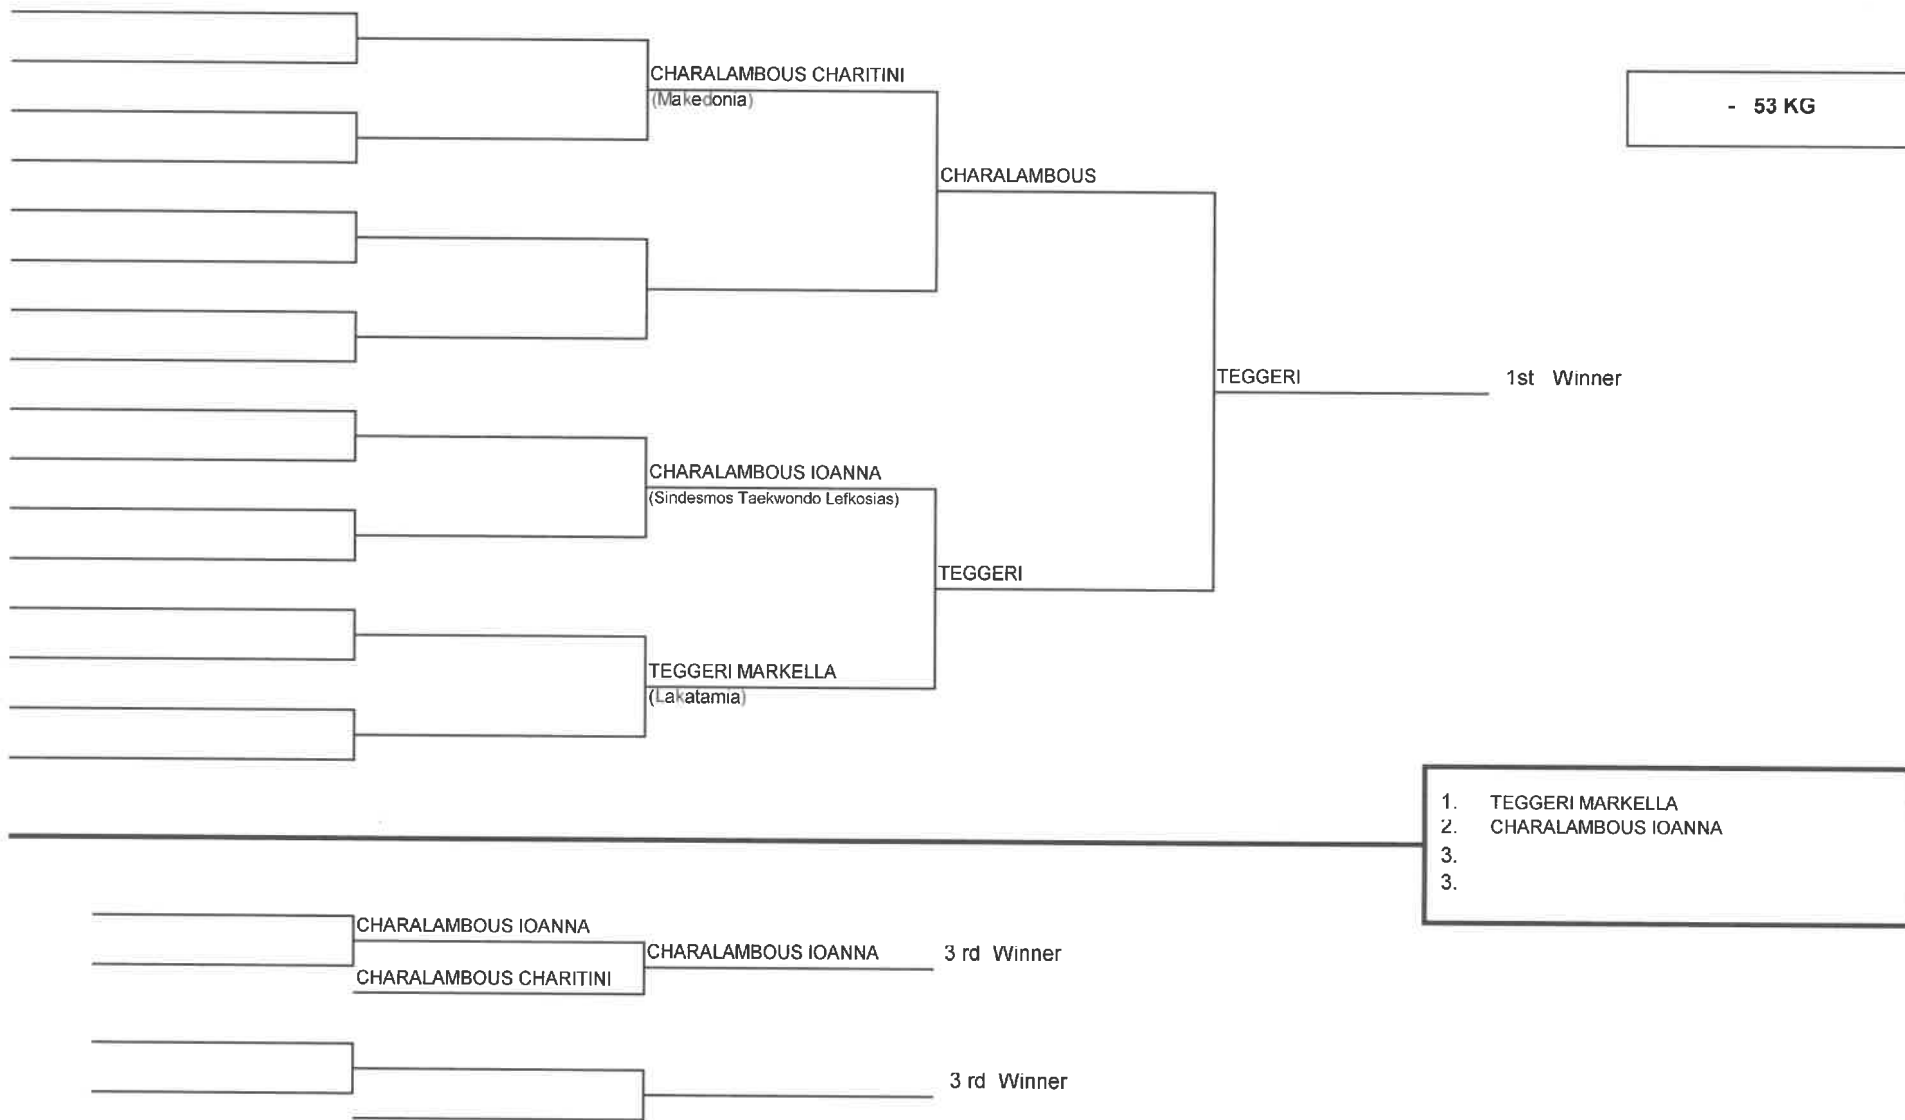 CHARALAMBOUS CHARITINI
(Makedonia)
- 53 KG
CHARALAMBOUS
TEGGERI
1st Winner
CHARALAMBOUS IOANNA
(Sindesmos Taekwondo Lefkosias)
TEGGERI
TEGGERI MARKELLA
(Lakatamia)
1. TEGGERI MARKELLA
2. CHARALAMBOUS IOANNA
3.
3.
CHARALAMBOUS IOANNA
CHARALAMBOUS IOANNA
3 rd Winner
CHARALAMBOUS CHARITINI
3 rd Winner